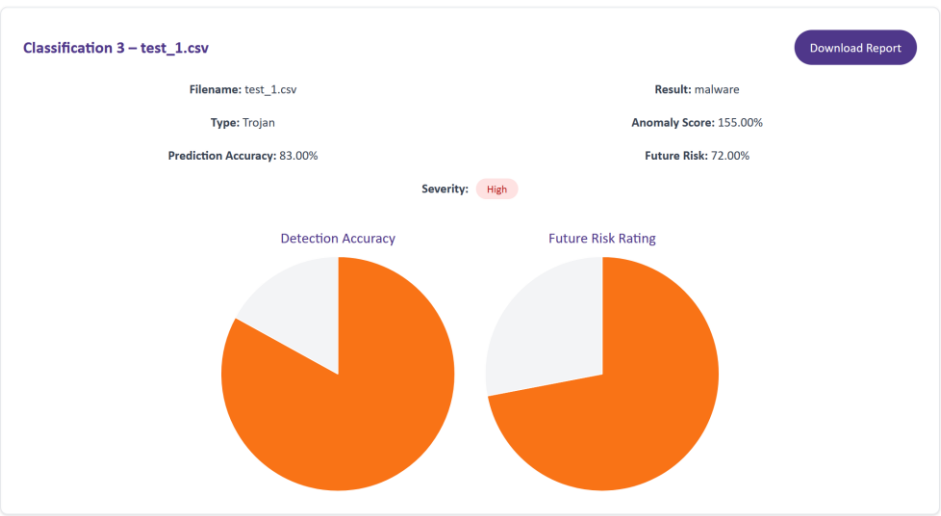 Classification 3 – test_1.csv
Download Report
Filename: test_1.csv
Result: malware
Type: Trojan
Anomaly Score: 155.00%
Prediction Accuracy: 83.00%
Future Risk: 72.00%
Severity: High
Detection Accuracy
Future Risk Rating